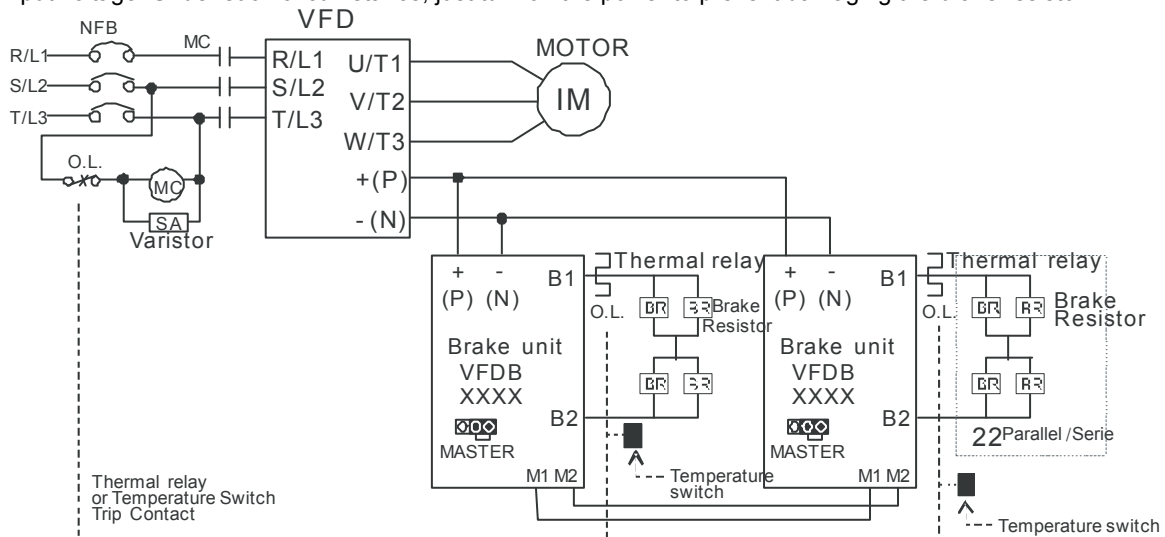 VFD
NFB
MC
MOTOR
R/L1
R/L1
U/T1
S/L2
S/L2
V/T2
IM
T/L3
T/L3
W/T3
O.L.
MC
+(P)
SA
-(N)
Varistor
+ -
B1
Thermal relay
(P) (N)
O.L.
BR
BR
Brake
Resistor
Brake unit
VFDB
XXXX
BR
B2
MASTER
M1 M2
Temperature
switch
+ -
B1
Thermal relay
(P) (N)
O.L.
BR
Brake
Resistor
Brake unit
VFDB
XXXX
BR
B2
22Parallel /Serie
MASTER
M1 M2
Temperature switch
Thermal relay
or Temperature Switch
Trip Contact